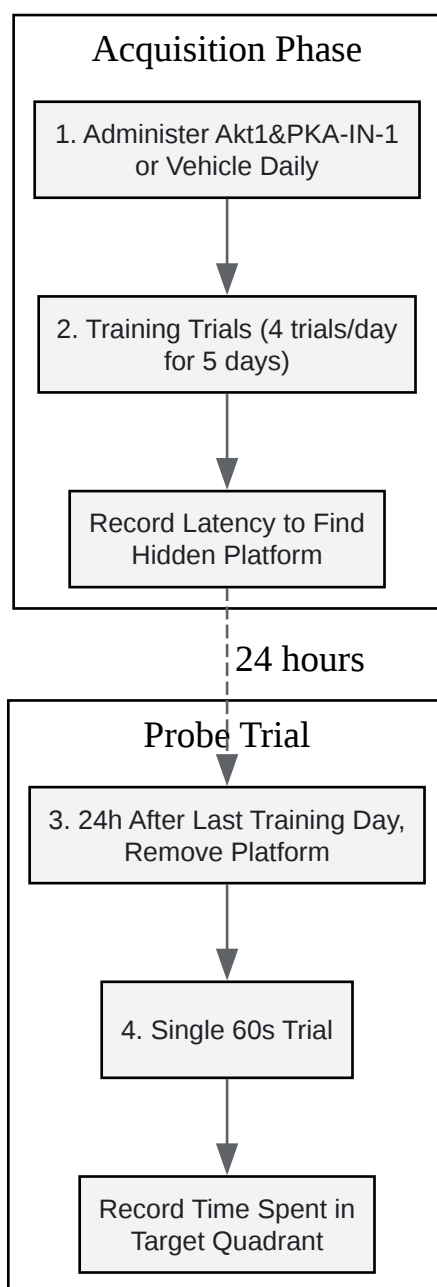 Acquisition Phase
1. Administer Akt1&PKA-IN-1
or Vehicle Daily
2. Training Trials (4 trials/day
for 5 days)
Record Latency to Find
Hidden Platform
24 hours
Probe Trial
3. 24h After Last Training Day,
Remove Platform
4. Single 60s Trial
Record Time Spent in
Target Quadrant